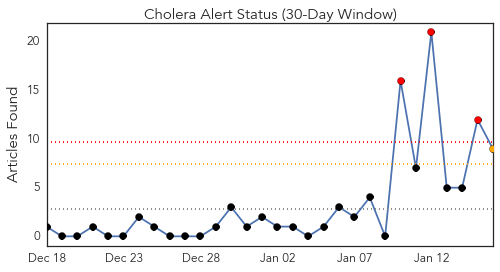 Cholera Alert Status (30-Day Window)
Articles Found
20
15
10
5
0
Dec 18 Dec 23 Dec 28 Jan 02 Jan 07 Jan 12